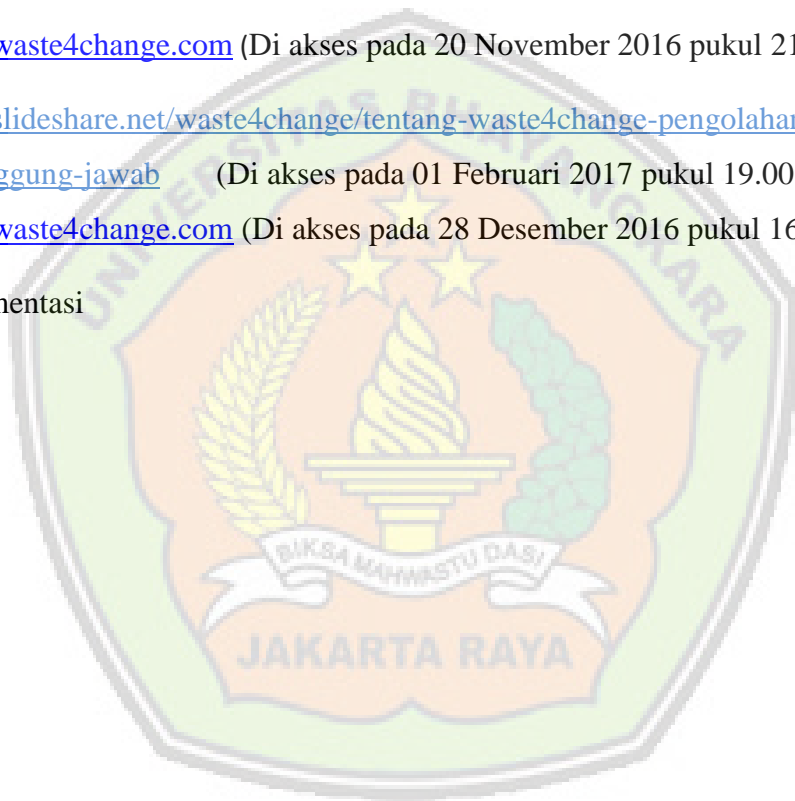 waste4change.com (Di akses pada 20 November 2016 pukul 21
slideshare.net/waste4change/tentang-waste4change-pengolahan
ggung-jawab (Di akses pada 01 Februari 2017 pukul 19.00
waste4change.com (Di akses pada 28 Desember 2016 pukul 16
mentasi
UNIVERSITAS BHAYANGKARA
BIKSA MAHWASTU DASI
JAKARTA RAYA